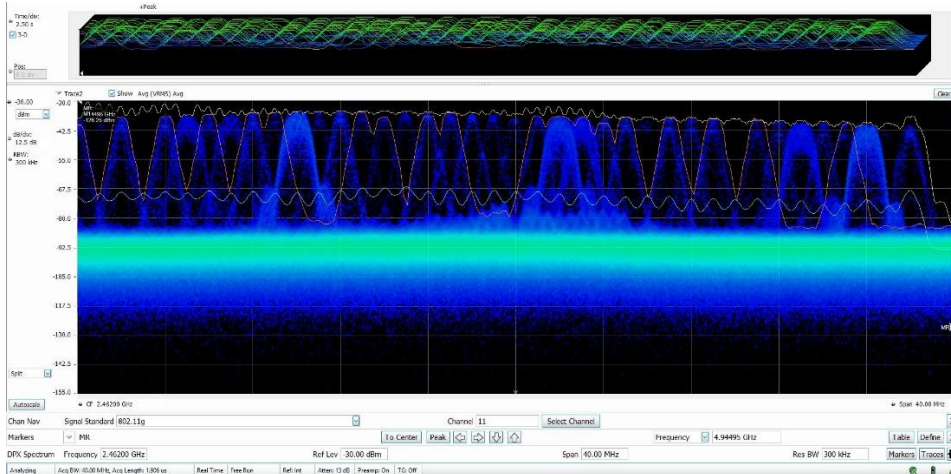 +Peak
Time/div:
2.50 s
3-D
Pos:
Trace2 Show Avg (VRMS) Avg Clear
-30.00
dBm
dB/div:
12.5 dB
RBW:
300 kHz
-30.0
-42.5
-55.0
-67.5
-80.0
-92.5
-105.0
-117.5
-130.0
-142.5
-155.0
MR
Split
Autoscale CF 2.46200 GHz Span 40.00 MHz
Chan Nav Signal Standard 802.11g Channel 11 Select Channel
Markers MR To Center Peak Frequency 4.94495 GHz Table Define
DPX Spectrum Frequency 2.46200 GHz Ref Lev -30.00 dBm Span 40.00 MHz Res BW 300 kHz Markers Traces
Analyzing Acq BW: 40.00 MHz, Acq Length: 1.906 us Real Time Free Run Ref: Int Atten: 13 dB Preamp: On TG: Off